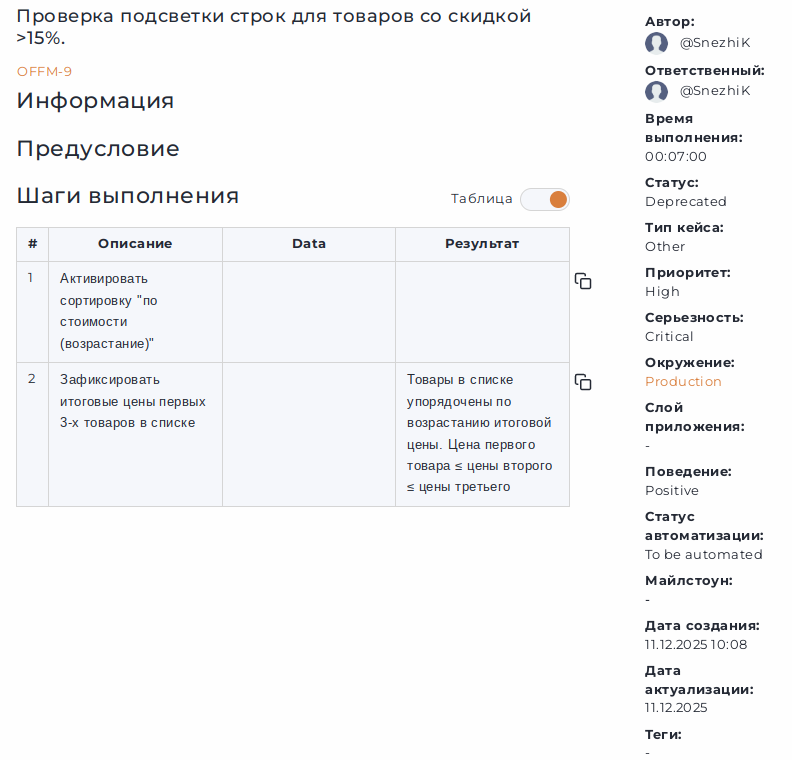 Проверка подсветки строк для товаров со скидкой
>15%.
OFFM-9
Информация
Предусловие
Шаги выполнения
Таблица
# Описание Data Результат
1 Активировать
сортировку "по
стоимости
(возрастание)"
2 Зафиксировать
итоговые цены первых
3-х товаров в списке
Товары в списке
упорядочены по
возрастанию итоговой
цены. Цена первого
товара ≤ цены второго
≤ цены третьего
Автор:
@SnezhiK
Ответственный:
@SnezhiK
Время
выполнения:
00:07:00
Статус:
Deprecated
Тип кейса:
Other
Приоритет:
High
Серьезность:
Critical
Окружение:
Production
Слой
приложения:
-
Поведение:
Positive
Статус
автоматизации:
To be automated
Майлстоун:
-
Дата создания:
11.12.2025 10:08
Дата
актуализации:
11.12.2025
Теги:
-